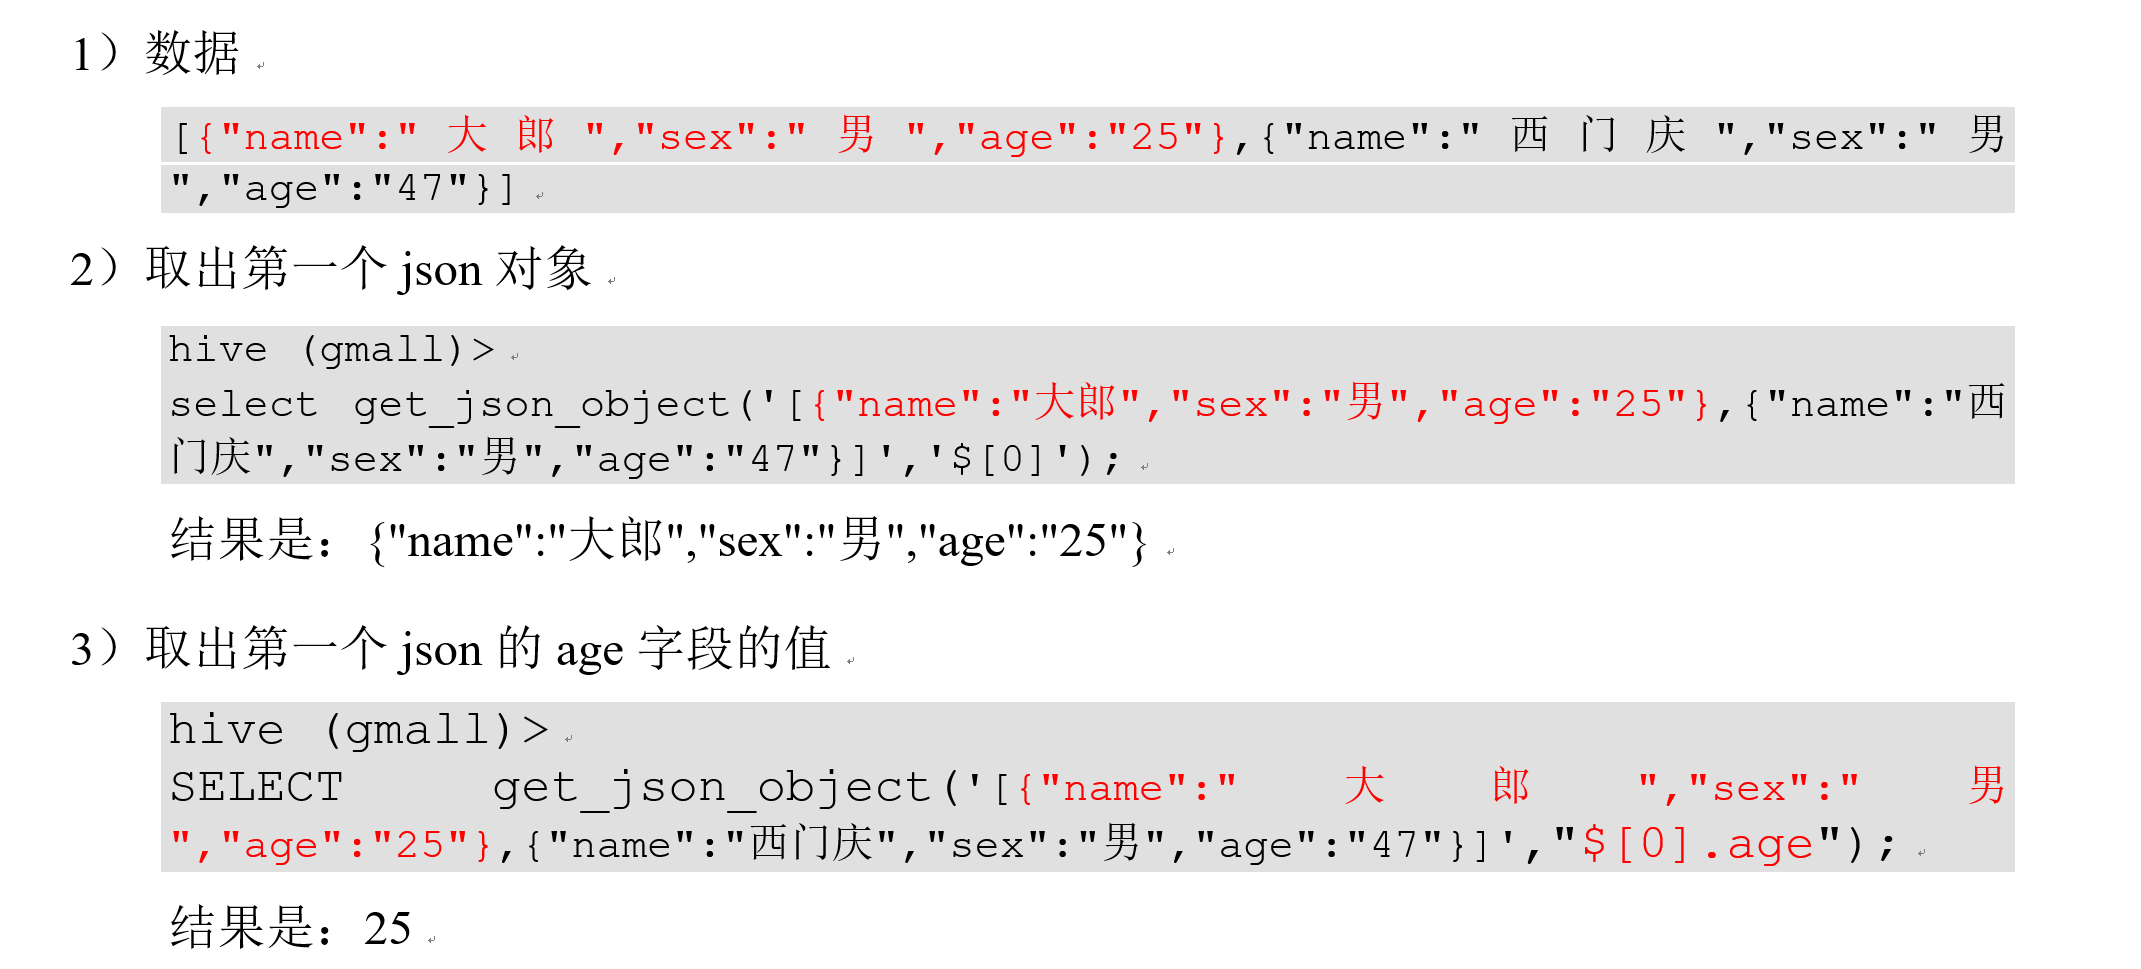 1）数据
[{"name":" 大 郎 ","sex":" 男 ","age":"25"},{"name":" 西 门 庆 ","sex":" 男
","age":"47"}]
2）取出第一个 json 对象
hive (gmall)>
select get_json_object('[{"name":"大郎","sex":"男","age":"25"},{"name":"西
门庆","sex":"男","age":"47"}]','$[0]');
结果是：{"name":"大郎","sex":"男","age":"25"}
3）取出第一个 json 的 age 字段的值
hive (gmall)>
SELECT get_json_object('[{"name":" 大 郎 ","sex":" 男
","age":"25"},{"name":"西门庆","sex":"男","age":"47"}]',"$[0].age");
结果是：25